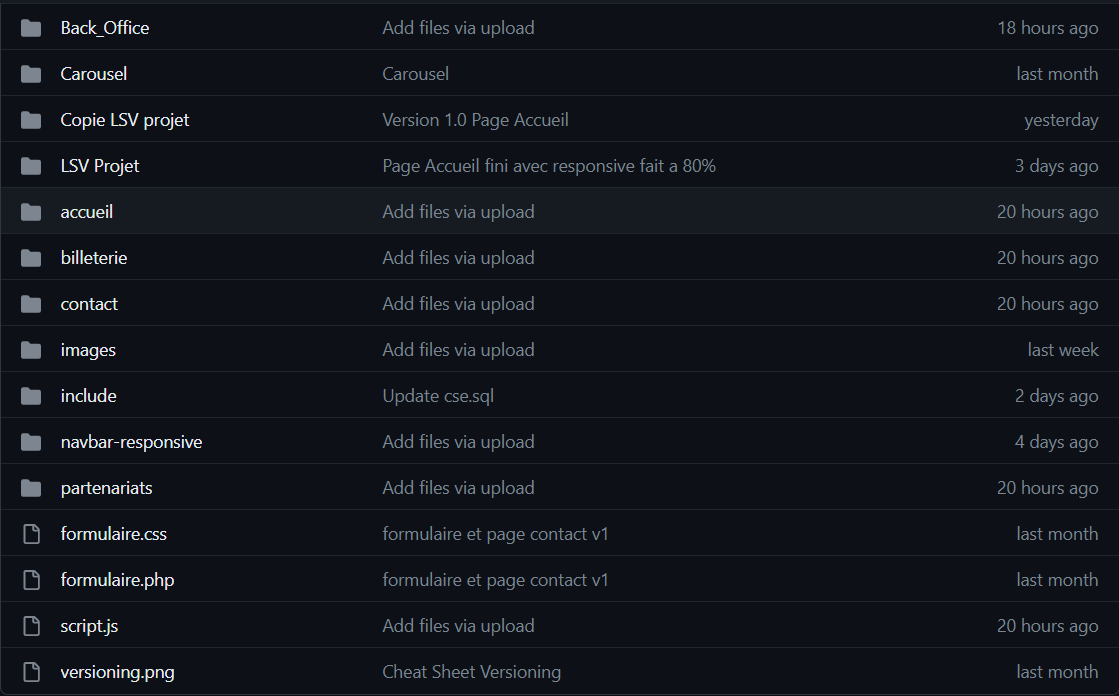 Back_Office Add files via upload 18 hours ago
Carousel Carousel last month
Copie LSV projet Version 1.0 Page Accueil yesterday
LSV Projet Page Accueil fini avec responsive fait a 80% 3 days ago
accueil Add files via upload 20 hours ago
billeterie Add files via upload 20 hours ago
contact Add files via upload 20 hours ago
images Add files via upload last week
include Update cse.sql 2 days ago
navbar-responsive Add files via upload 4 days ago
partenariats Add files via upload 20 hours ago
formulaire.css formulaire et page contact v1 last month
formulaire.php formulaire et page contact v1 last month
script.js Add files via upload 20 hours ago
versioning.png Cheat Sheet Versioning last month